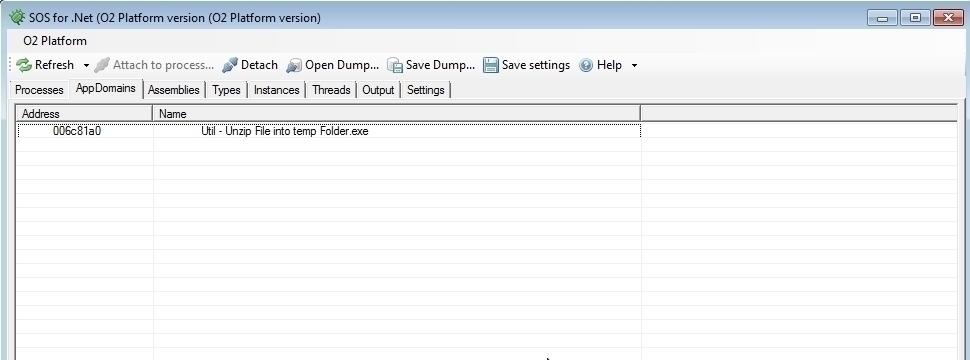 SOS for .Net (O2 Platform version (O2 Platform version)
O2 Platform
Refresh Attach to process... Detach Open Dump... Save Dump... Save settings Help
Processes AppDomains Assemblies Types Instances Threads Output Settings
Address Name
006c81a0 Util - Unzip File into temp Folder.exe